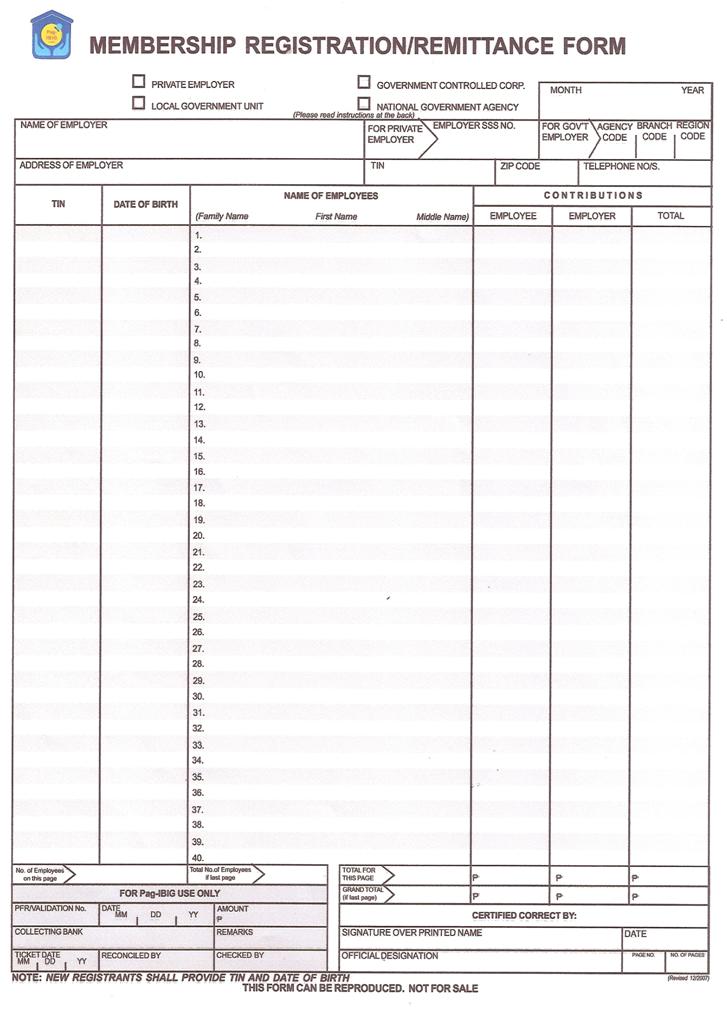 Pag-IBIG
MEMBERSHIP REGISTRATION/REMITTANCE FORM
PRIVATE EMPLOYER
GOVERNMENT CONTROLLED CORP.
LOCAL GOVERNMENT UNIT
NATIONAL GOVERNMENT AGENCY
(Please read instructions at the back)
MONTH YEAR
NAME OF EMPLOYER
FOR PRIVATE EMPLOYER
EMPLOYER SSS NO.
FOR GOV'T EMPLOYER
AGENCY CODE
BRANCH CODE
REGION CODE
ADDRESS OF EMPLOYER
TIN
ZIP CODE
TELEPHONE NO/S.
TIN
DATE OF BIRTH
NAME OF EMPLOYEES
(Family Name First Name Middle Name)
CONTRIBUTIONS
EMPLOYEE
EMPLOYER
TOTAL
1.
2.
3.
4.
5.
6.
7.
8.
9.
10.
11.
12.
13.
14.
15.
16.
17.
18.
19.
20.
21.
22.
23.
24.
25.
26.
27.
28.
29.
30.
31.
32.
33.
34.
35.
36.
37.
38.
39.
40.
No. of Employees
on this page
Total No.of Employees
if last page
TOTAL FOR
THIS PAGE
₱ ₱ ₱
GRAND TOTAL
(if last page)
₱ ₱ ₱
FOR Pag-IBIG USE ONLY
PFR/VALIDATION No.
DATE
MM DD YY
AMOUNT
₱
COLLECTING BANK
REMARKS
TICKET DATE
MM DD YY
RECONCILED BY
CHECKED BY
CERTIFIED CORRECT BY:
SIGNATURE OVER PRINTED NAME
DATE
OFFICIAL DESIGNATION
PAGE NO.
NO. OF PAGES
NOTE: NEW REGISTRANTS SHALL PROVIDE TIN AND DATE OF BIRTH
(Revised 12/2007)
THIS FORM CAN BE REPRODUCED. NOT FOR SALE